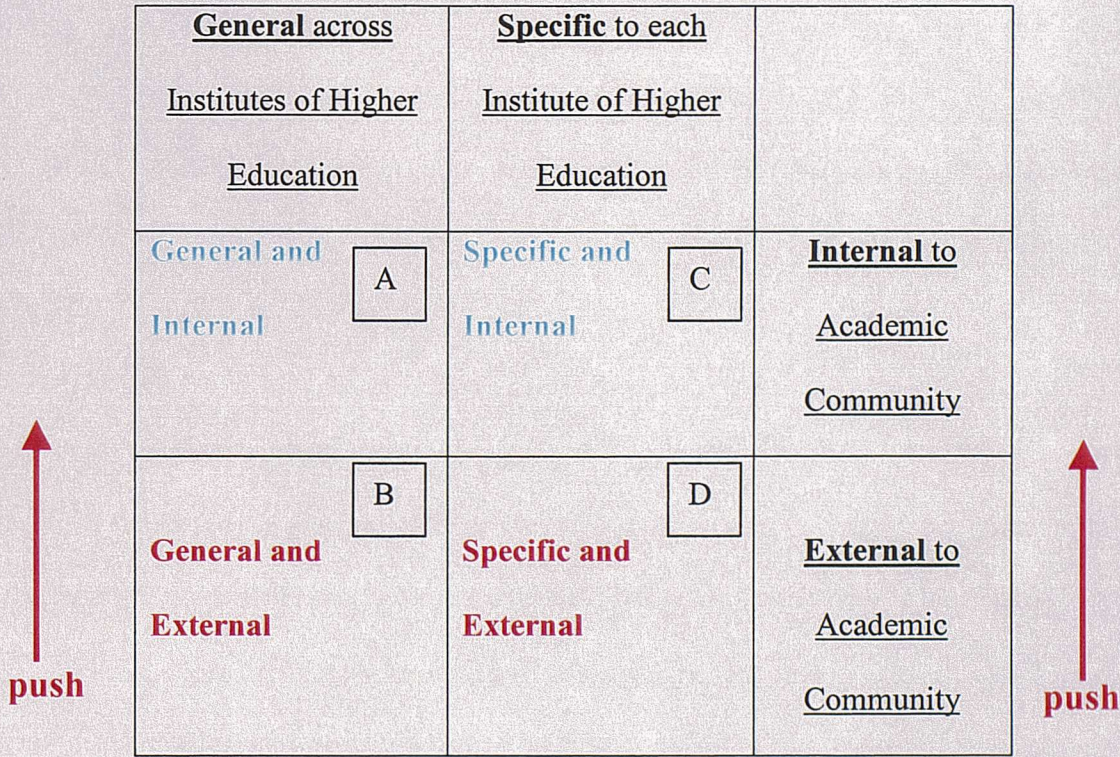 General across
Institutes of Higher
Education
Specific to each
Institute of Higher
Education
General and
Internal
A
Specific and
Internal
C
Internal to
Academic
Community
B
General and
External
D
Specific and
External
External to
Academic
Community
push
push